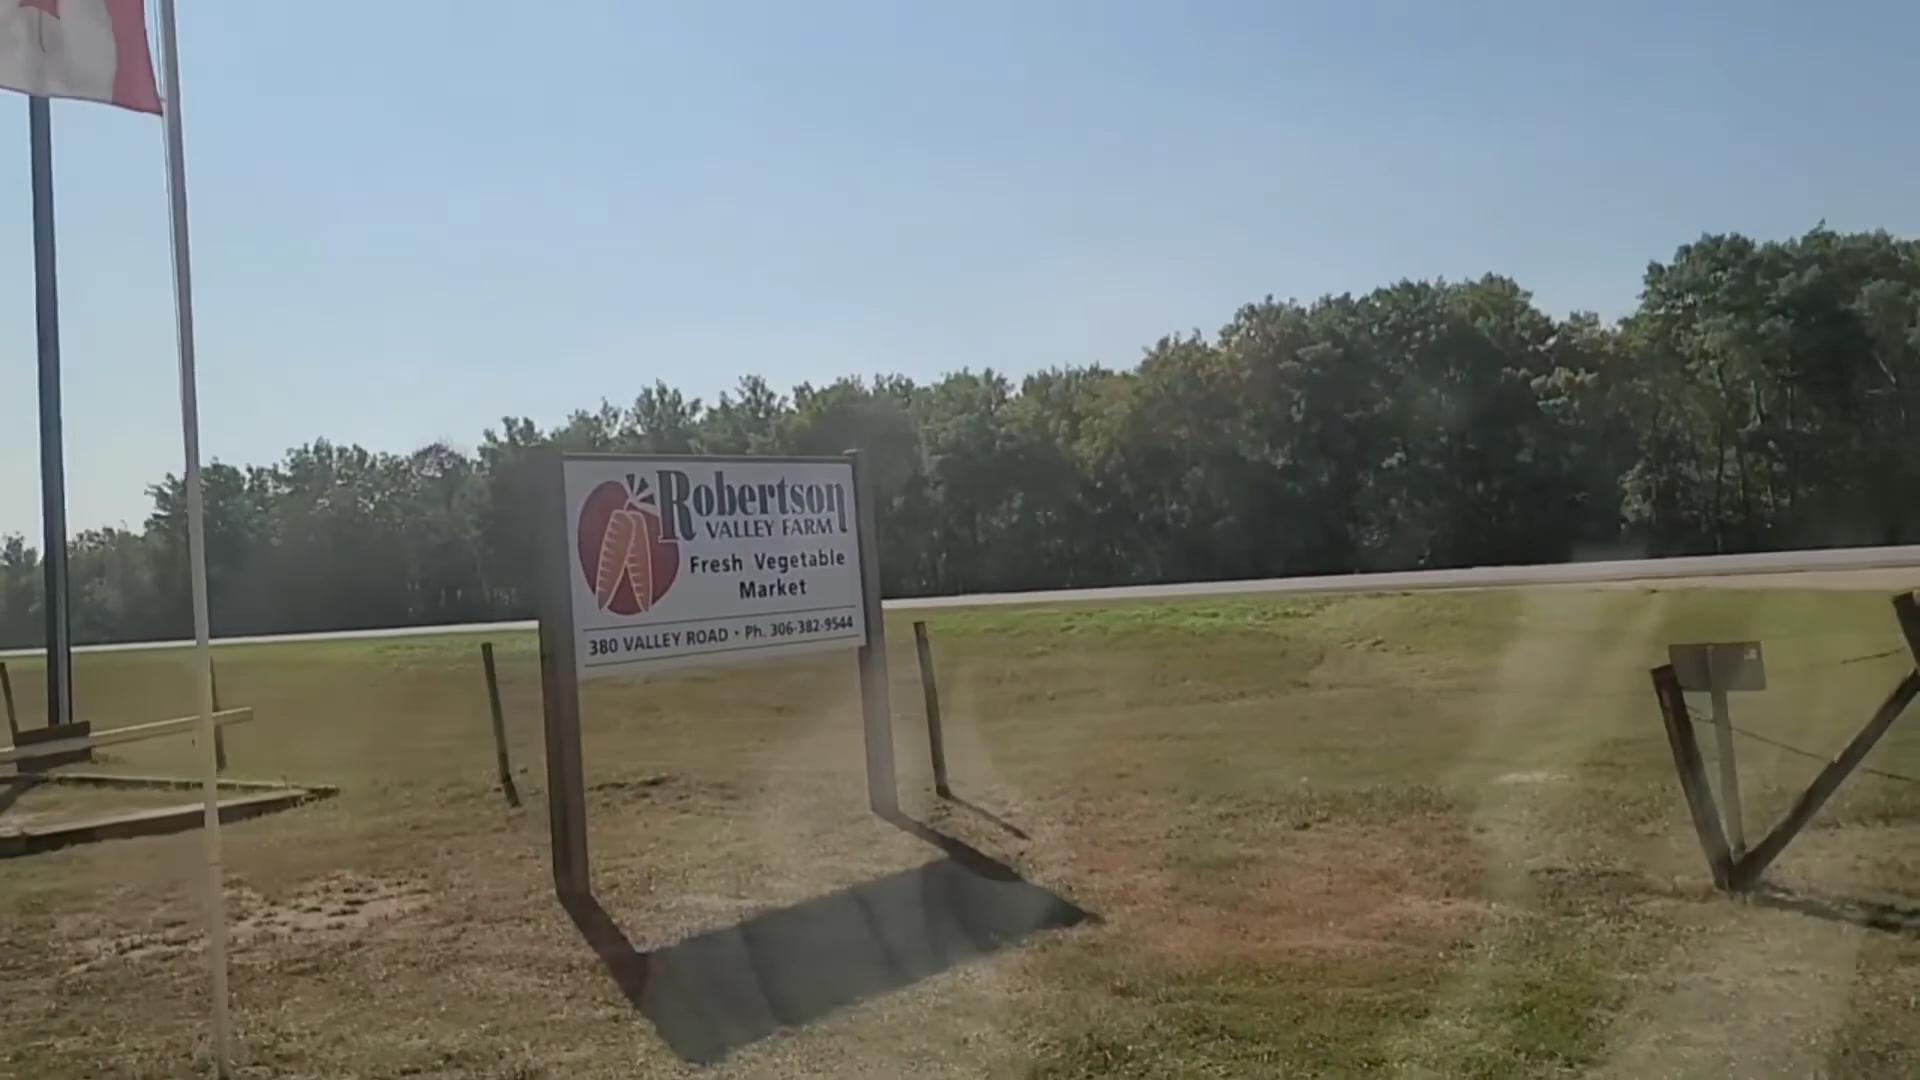 Robertson
VALLEY FARM
Fresh Vegetable
Market
380 VALLEY ROAD • Ph. 306-382-9544